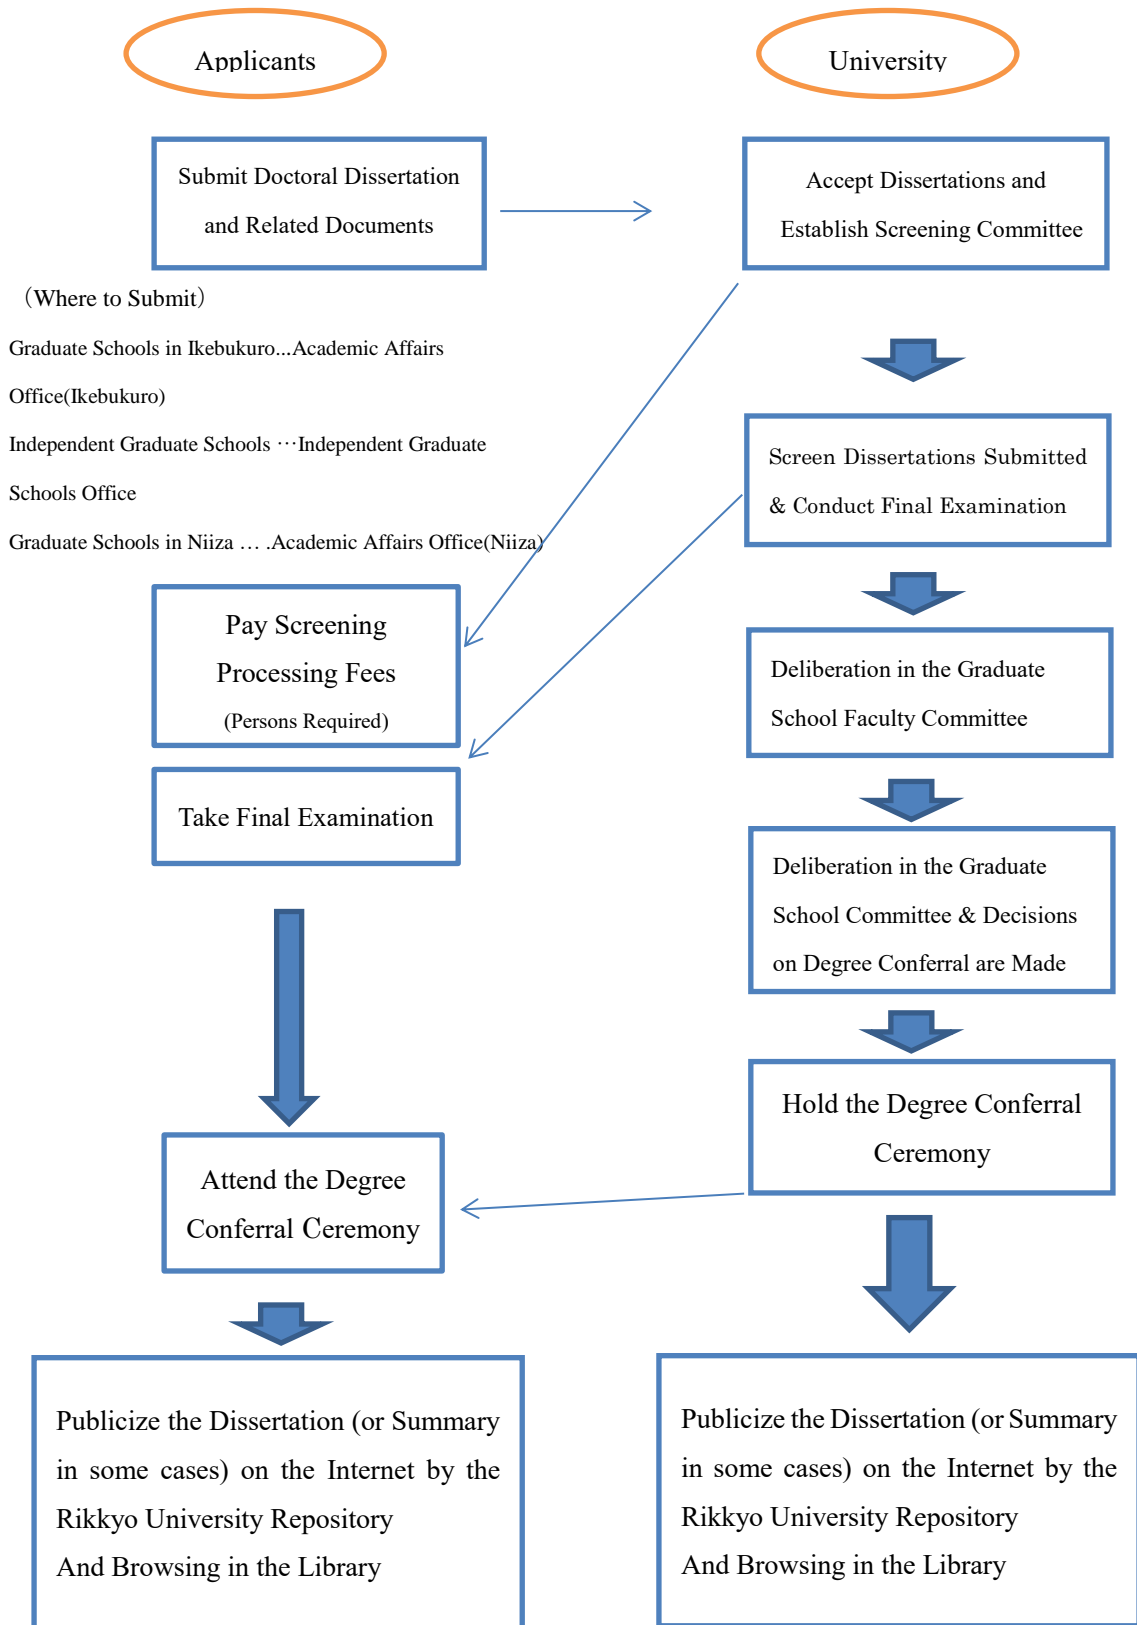 Applicants
University
Submit Doctoral Dissertation
and Related Documents
Accept Dissertations and
Establish Screening Committee
（Where to Submit）
Graduate Schools in Ikebukuro...Academic Affairs
Office(Ikebukuro)
Independent Graduate Schools …Independent Graduate
Schools Office
Graduate Schools in Niiza … .Academic Affairs Office(Niiza)
Screen Dissertations Submitted
& Conduct Final Examination
Pay Screening
Processing Fees
(Persons Required)
Deliberation in the Graduate
School Faculty Committee
Take Final Examination
Deliberation in the Graduate
School Committee & Decisions
on Degree Conferral are Made
Hold the Degree Conferral
Ceremony
Attend the Degree
Conferral Ceremony
Publicize the Dissertation (or Summary
in some cases) on the Internet by the
Rikkyo University Repository
And Browsing in the Library
Publicize the Dissertation (or Summary
in some cases) on the Internet by the
Rikkyo University Repository
And Browsing in the Library